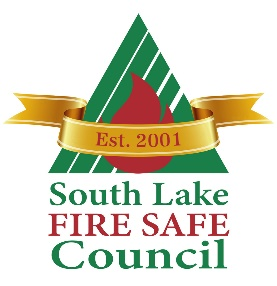 Est. 2001
South Lake
FIRE SAFE
Council